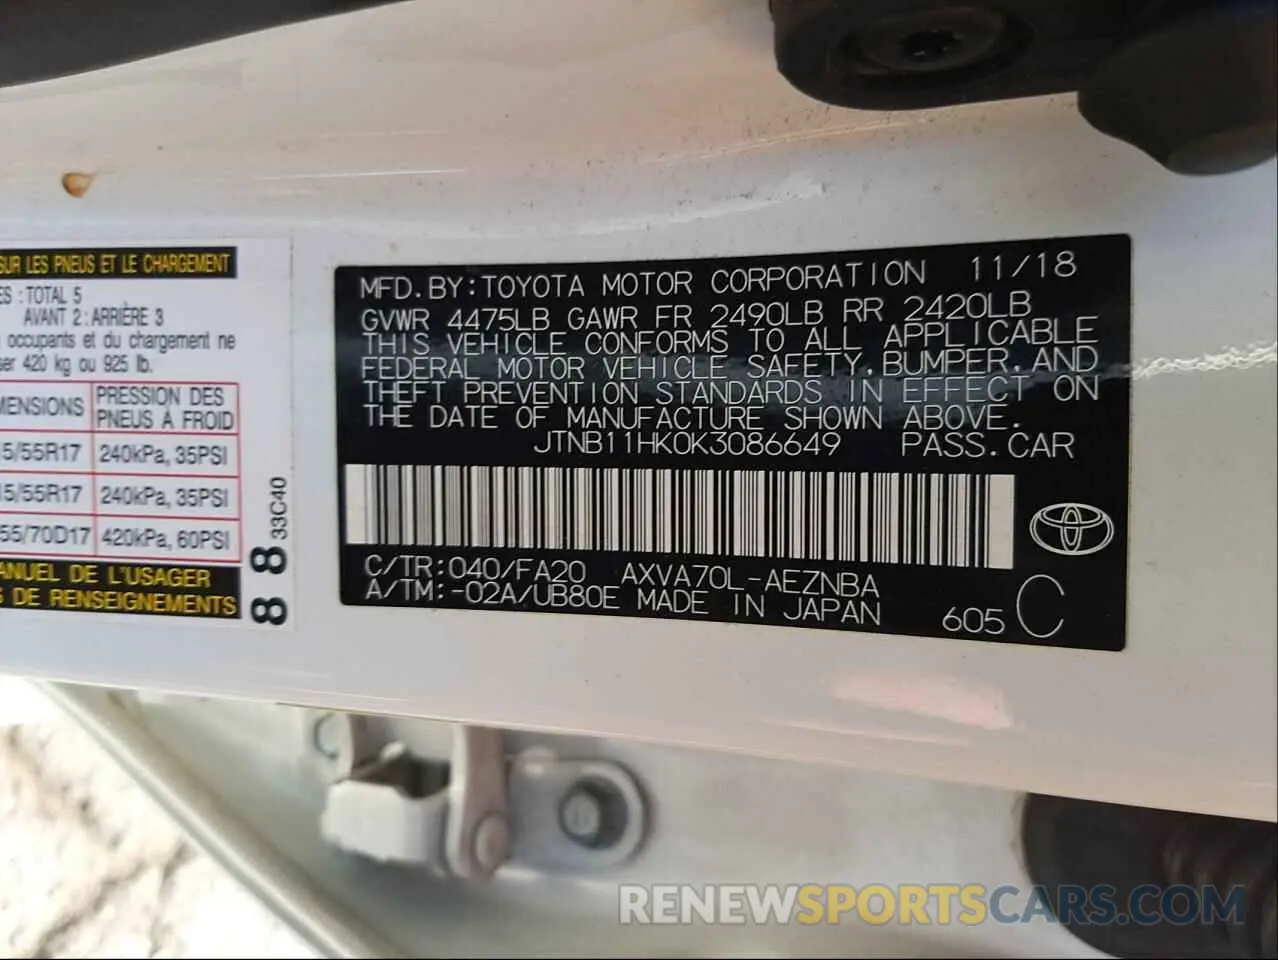 SUR LES PNEUS ET LE CHARGEMENT
:TOTAL 5
AVANT 2:ARRIÈRE 3
occupants et du chargement ne
420 kg ou 925 lb.
PRESSION DES
PNEUS À FROID
5/55R17 240kPa, 35PSI
5/55R17 240kPa, 35PSI
55/70D17 420kPa, 60PSI
DE L'USAGER
DE RENSEIGNEMENTS
8 8 33C40
MFD.BY:TOYOTA MOTOR CORPORATION 11/18
GVWR 4475LB GAWR FR 2490LB RR 2420LB
THIS VEHICLE CONFORMS TO ALL APPLICABLE
FEDERAL MOTOR VEHICLE SAFETY, BUMPER, AND
THEFT PREVENTION STANDARDS IN EFFECT ON
THE DATE OF MANUFACTURE SHOWN ABOVE.
JTNB11HK0K3086649 PASS.CAR
C/TR:040/FA20 AXVA70L-AEZNBA
A/TM:-02A/UB80E MADE IN JAPAN 605 C
RENEWSPORTSCARS.COM